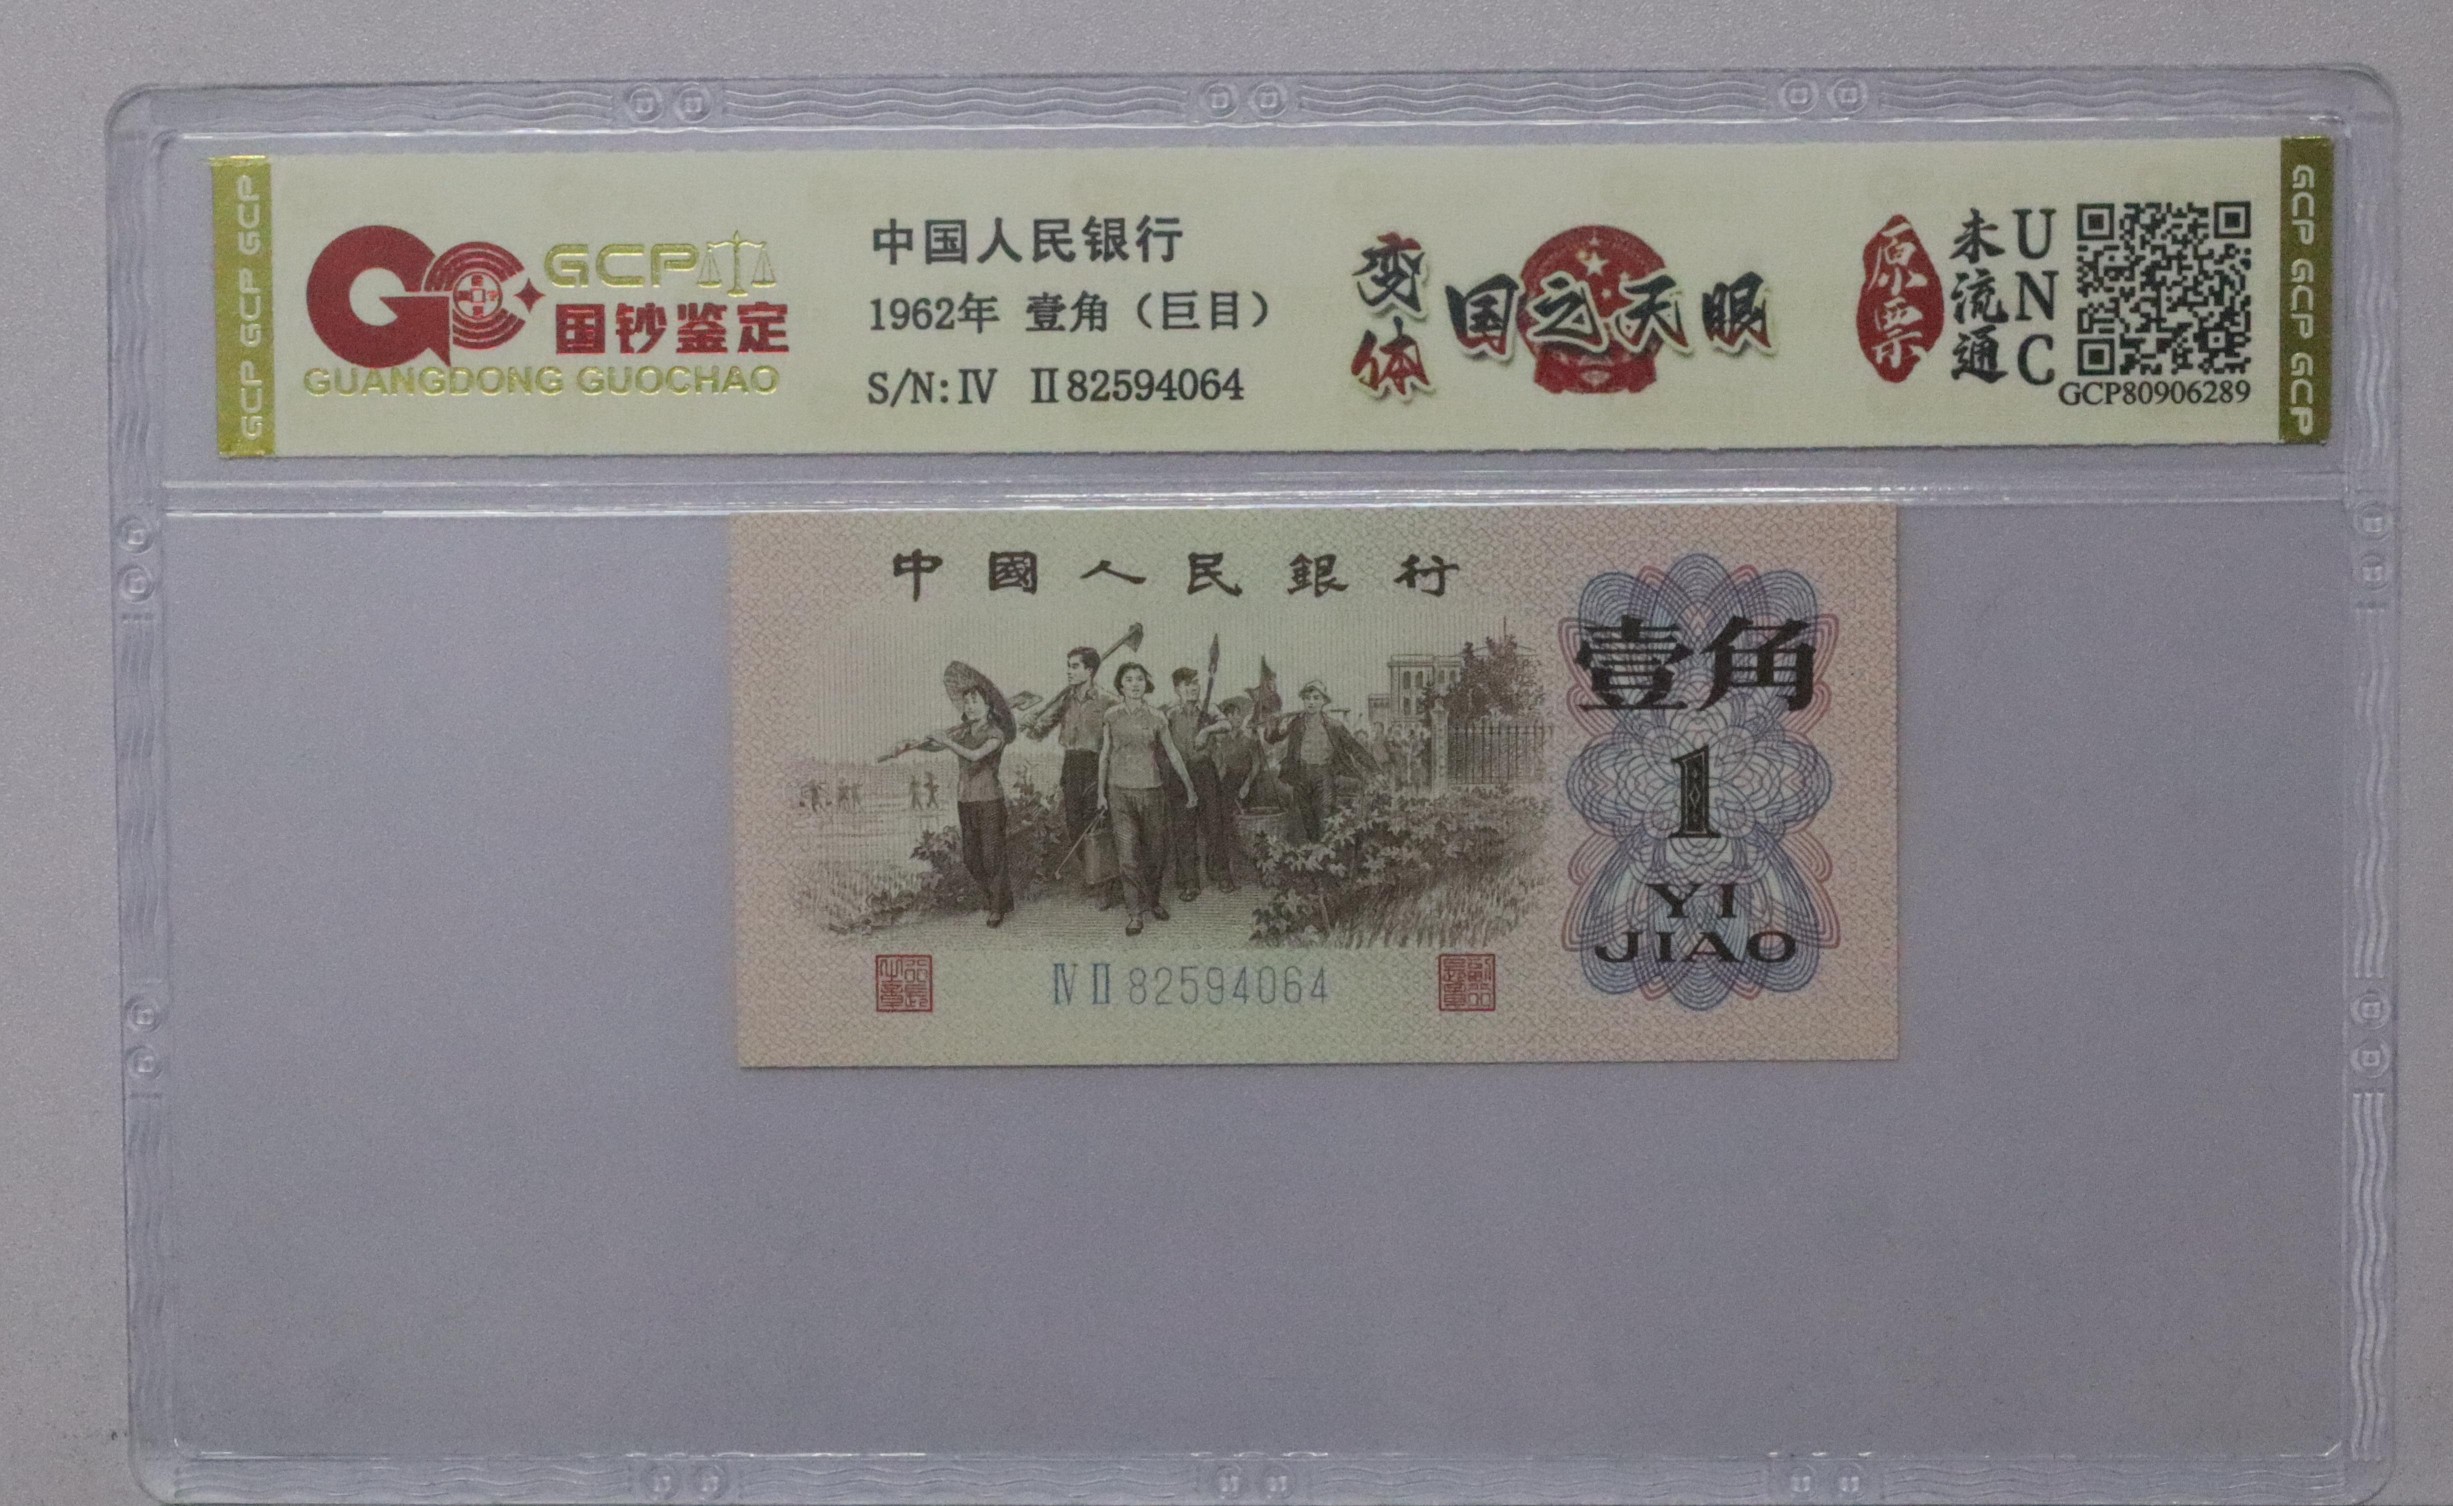 GCP GCP GCP
GCP
国钞鉴定
GUANGDONG GUOCHAO
中国人民银行
1962年 壹角（巨目）
S/N:Ⅳ Ⅱ82594064
变体
国之天眼
原票
未流通
UNC
GCP80906289
GCP GCP GCP
中國人民銀行
壹角
1
YI
JIAO
Ⅳ Ⅱ 82594064